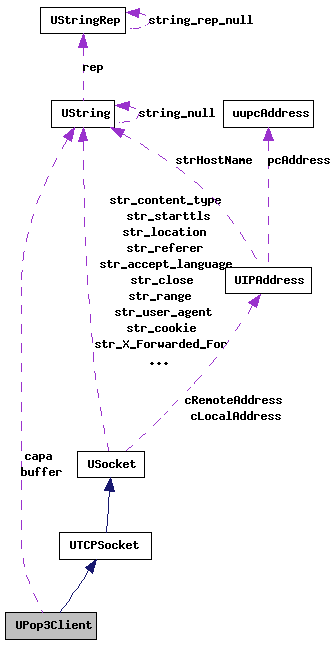 UStringRep
string_rep_null
rep
UString
string_null
uupcAddress
strHostName
pcAddress
str_content_type
str_starttls
str_location
str_referer
str_accept_language
str_close
str_range
str_user_agent
str_cookie
str_X_Forwarded_For
...
UIPAddress
cRemoteAddress
cLocalAddress
capa
buffer
USocket
UTCPSocket
UPop3Client